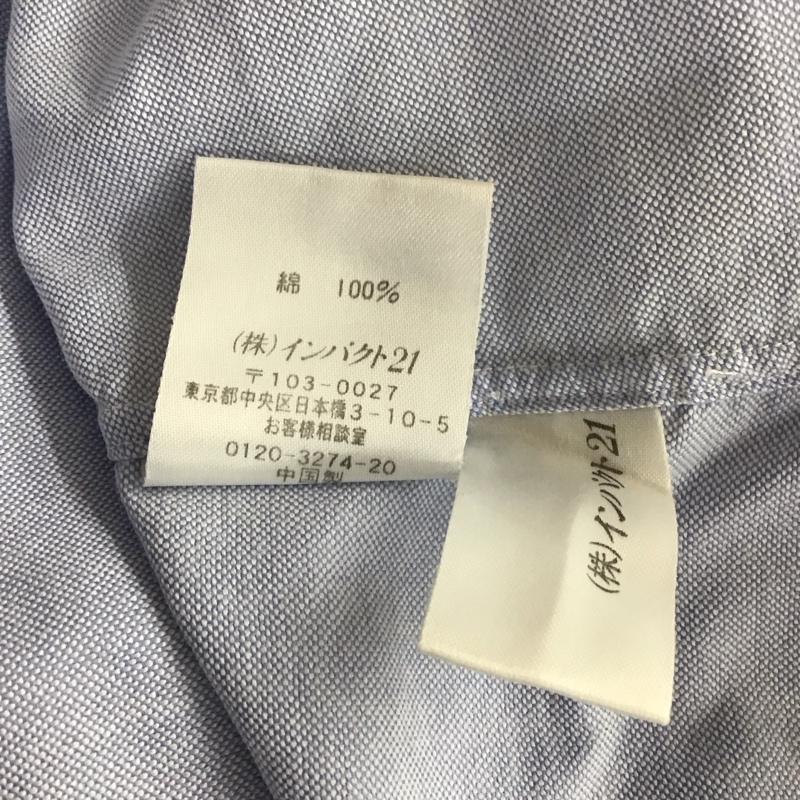 綿 100%
(株)インパクト21
〒103-0027
東京都中央区日本橋3-10-5
お客様相談室
0120-3274-20
中国製
(株)インパクト21